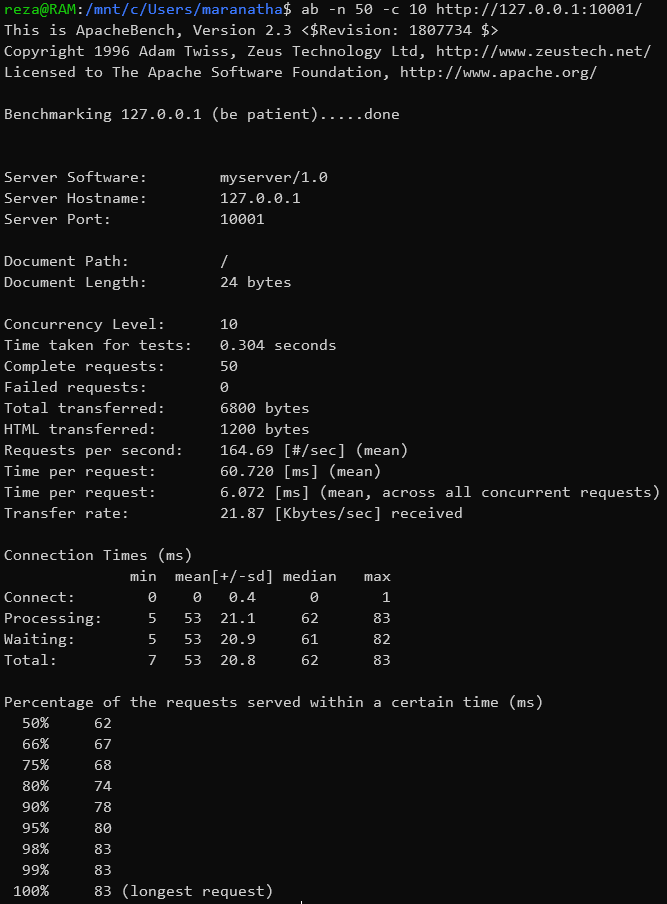 reza@RAM:/mnt/c/Users/maranatha$ ab -n 50 -c 10 http://127.0.0.1:10001/
This is ApacheBench, Version 2.3 <$Revision: 1807734 $>
Copyright 1996 Adam Twiss, Zeus Technology Ltd, http://www.zeustech.net/
Licensed to The Apache Software Foundation, http://www.apache.org/

Benchmarking 127.0.0.1 (be patient).....done


Server Software:        myserver/1.0
Server Hostname:        127.0.0.1
Server Port:            10001

Document Path:          /
Document Length:        24 bytes

Concurrency Level:      10
Time taken for tests:   0.304 seconds
Complete requests:      50
Failed requests:        0
Total transferred:      6800 bytes
HTML transferred:       1200 bytes
Requests per second:    164.69 [#/sec] (mean)
Time per request:       60.720 [ms] (mean)
Time per request:       6.072 [ms] (mean, across all concurrent requests)
Transfer rate:          21.87 [Kbytes/sec] received

Connection Times (ms)
              min  mean[+/-sd] median   max
Connect:        0    0   0.4      0       1
Processing:     5   53  21.1     62      83
Waiting:        5   53  20.9     61      82
Total:          7   53  20.8     62      83

Percentage of the requests served within a certain time (ms)
  50%     62
  66%     67
  75%     68
  80%     74
  90%     78
  95%     80
  98%     83
  99%     83
 100%     83 (longest request)